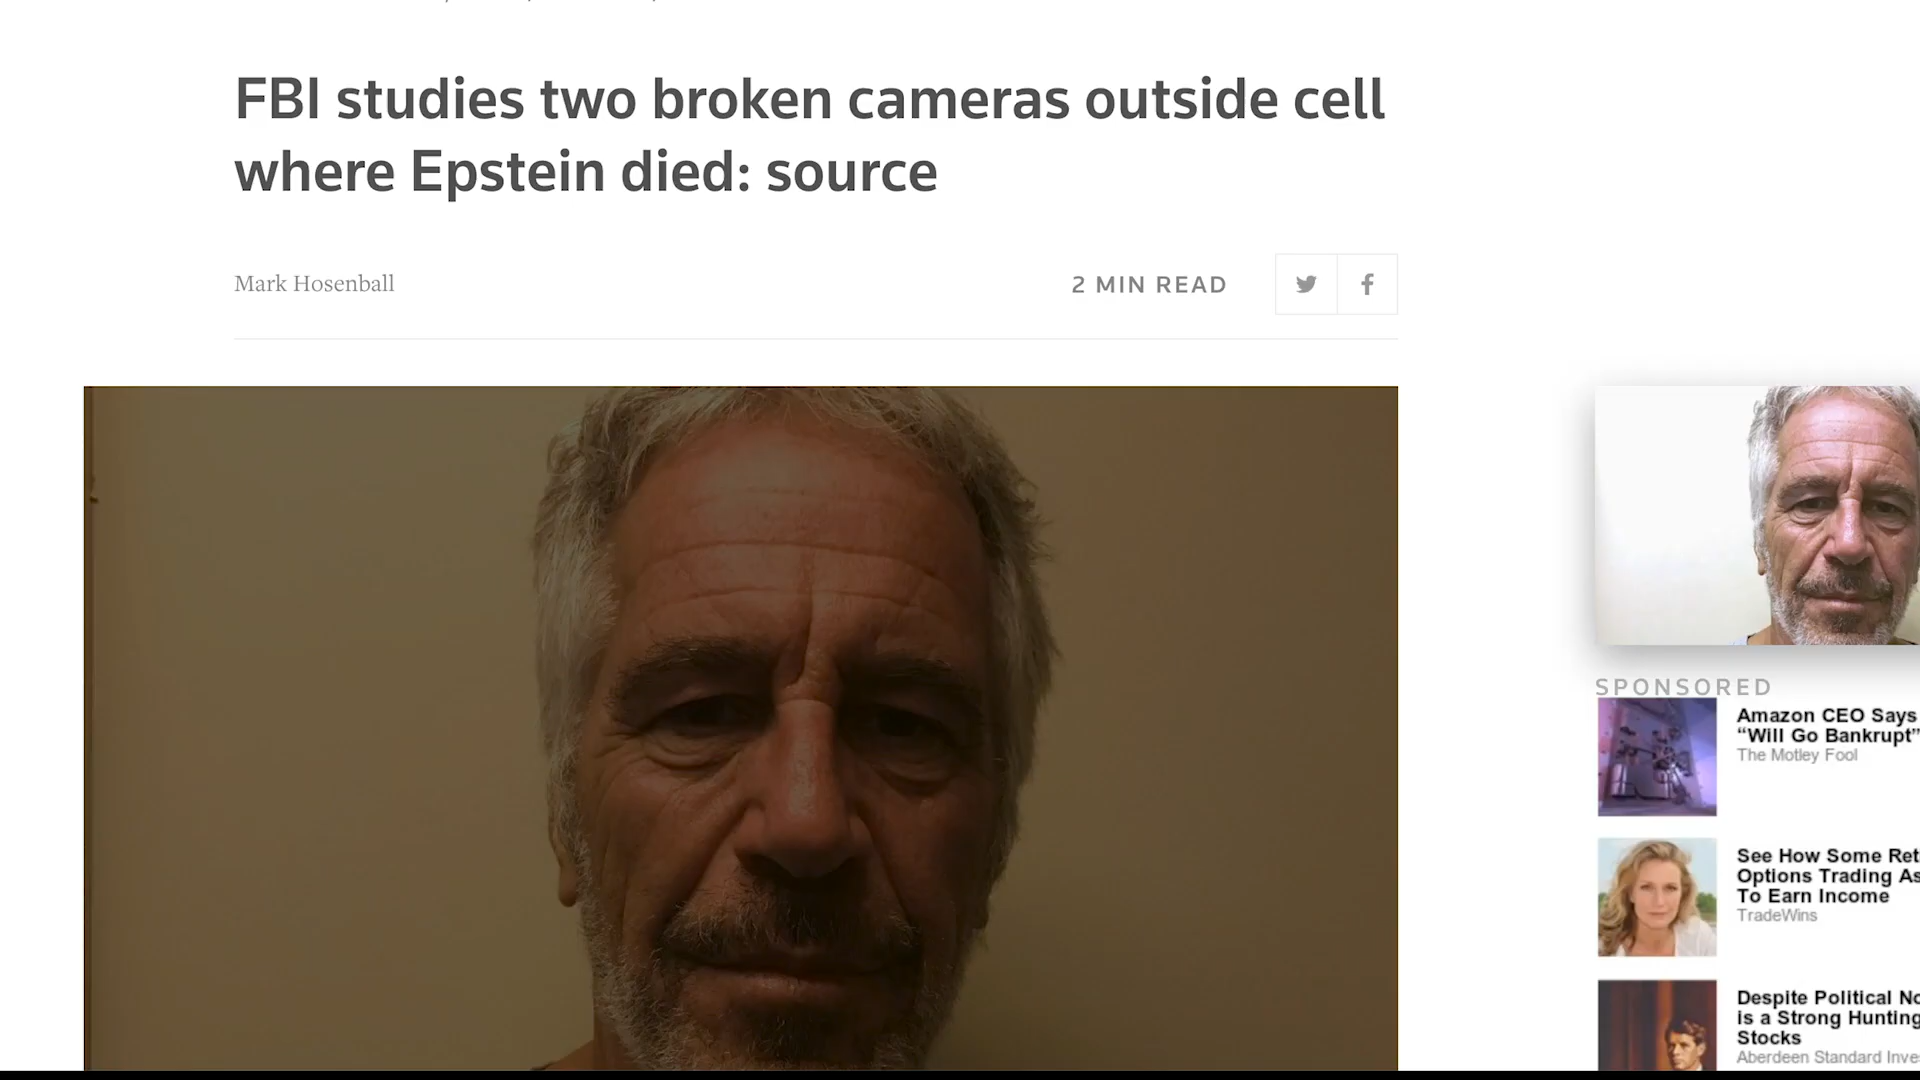 FBI studies two broken cameras outside cell
where Epstein died: source
Mark Hosenball
2 MIN READ
SPONSORED
Amazon CEO Says
“Will Go Bankrupt”
The Motley Fool
See How Some Ret
Options Trading As
To Earn Income
TradeWins
Despite Political No
is a Strong Hunting
Stocks
Aberdeen Standard Inve